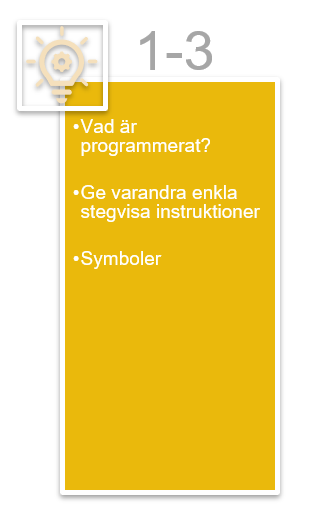 1-3
•Vad är
programmerat?
•Ge varandra enkla
stegvisa instruktioner
•Symboler